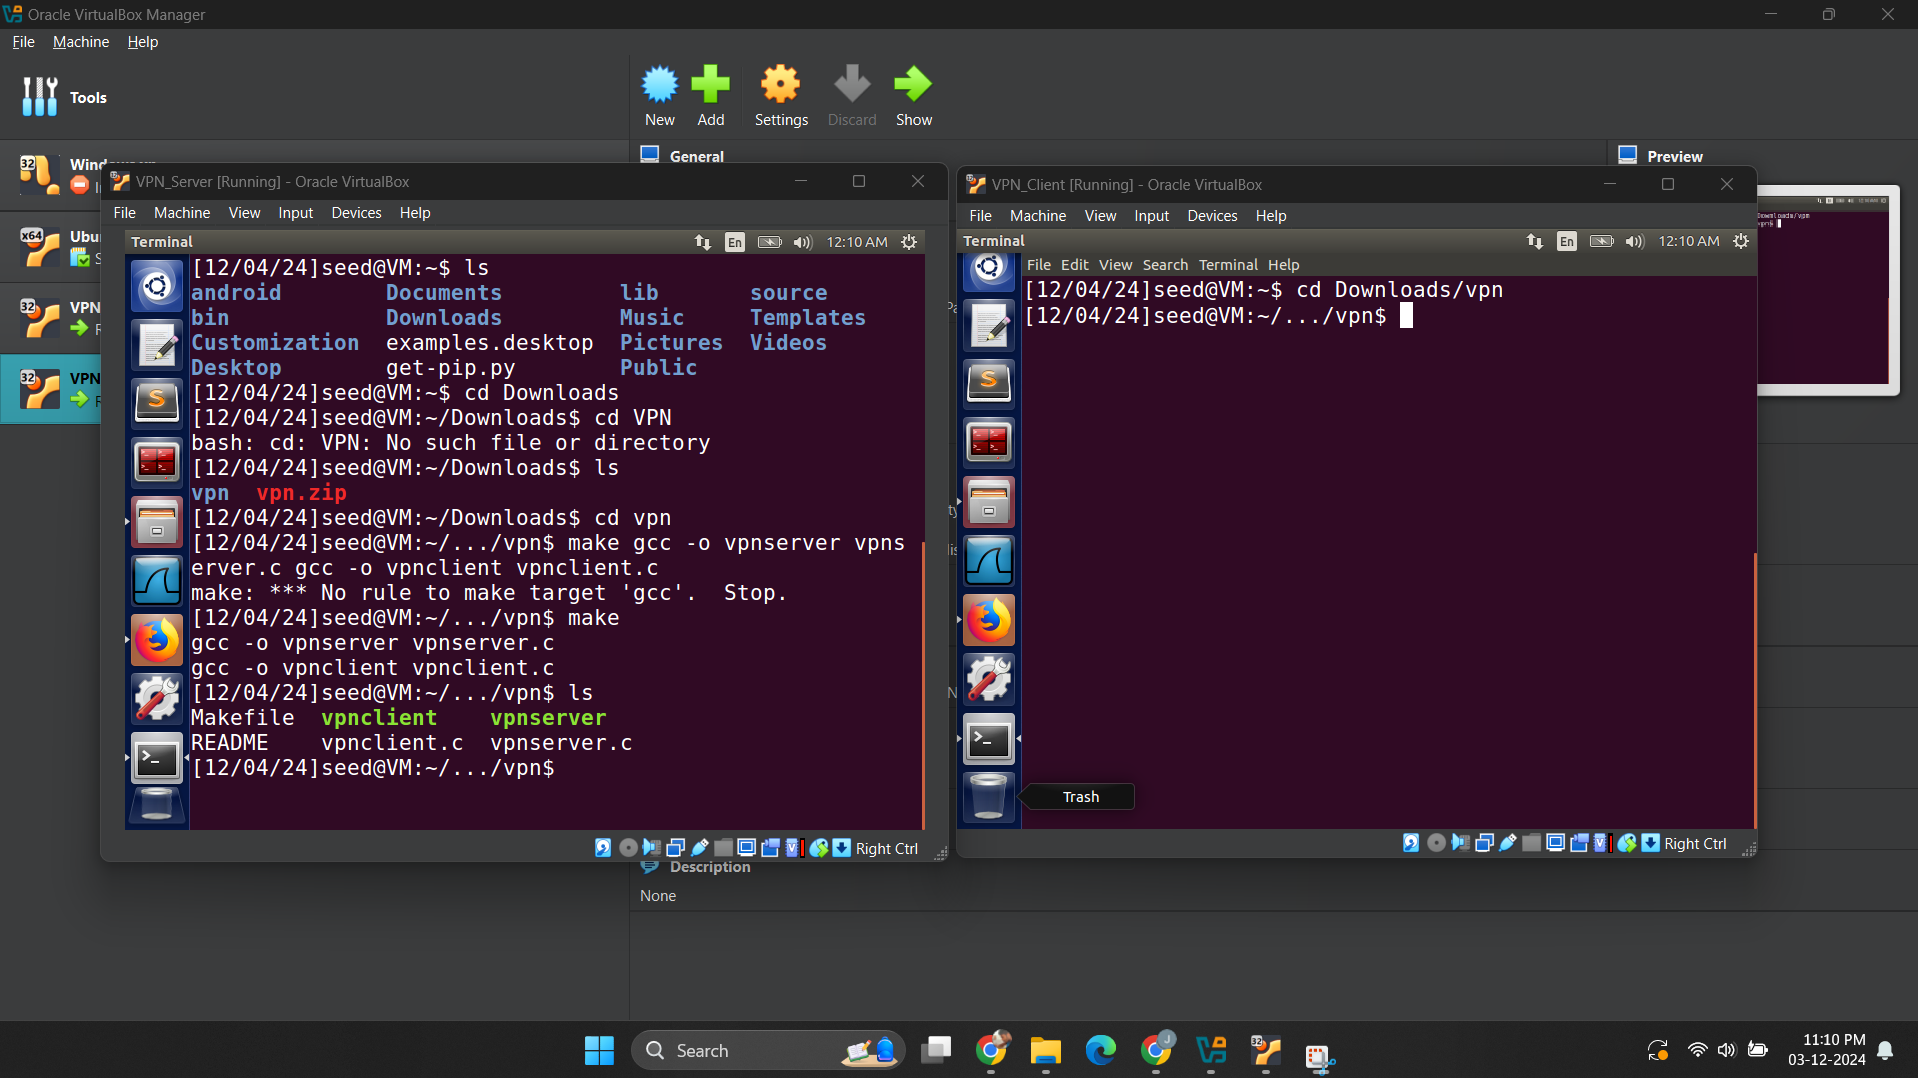 Oracle VirtualBox Manager
File Machine Help
Tools
New Add Settings Discard Show
General
Preview
32
x64
32
VPN
32
VPN
VPN_Server [Running] - Oracle VirtualBox
File Machine View Input Devices Help
Terminal En 12:10 AM
[12/04/24]seed@VM:~$ ls
android Documents lib source
bin Downloads Music Templates
Customization examples.desktop Pictures Videos
Desktop get-pip.py Public
[12/04/24]seed@VM:~$ cd Downloads
[12/04/24]seed@VM:~/Downloads$ cd VPN
bash: cd: VPN: No such file or directory
[12/04/24]seed@VM:~/Downloads$ ls
vpn vpn.zip
[12/04/24]seed@VM:~/Downloads$ cd vpn
[12/04/24]seed@VM:~/.../vpn$ make gcc -o vpnserver vpns
erver.c gcc -o vpnclient vpnclient.c
make: *** No rule to make target 'gcc'.  Stop.
[12/04/24]seed@VM:~/.../vpn$ make
gcc -o vpnserver vpnserver.c
gcc -o vpnclient vpnclient.c
[12/04/24]seed@VM:~/.../vpn$ ls
Makefile vpnclient vpnserver
README vpnclient.c vpnserver.c
[12/04/24]seed@VM:~/.../vpn$
Right Ctrl
VPN_Client [Running] - Oracle VirtualBox
File Machine View Input Devices Help
Terminal En 12:10 AM
File Edit View Search Terminal Help
[12/04/24]seed@VM:~$ cd Downloads/vpn
[12/04/24]seed@VM:~/.../vpn$
Trash
Right Ctrl
Description
None
Search
11:10 PM
03-12-2024